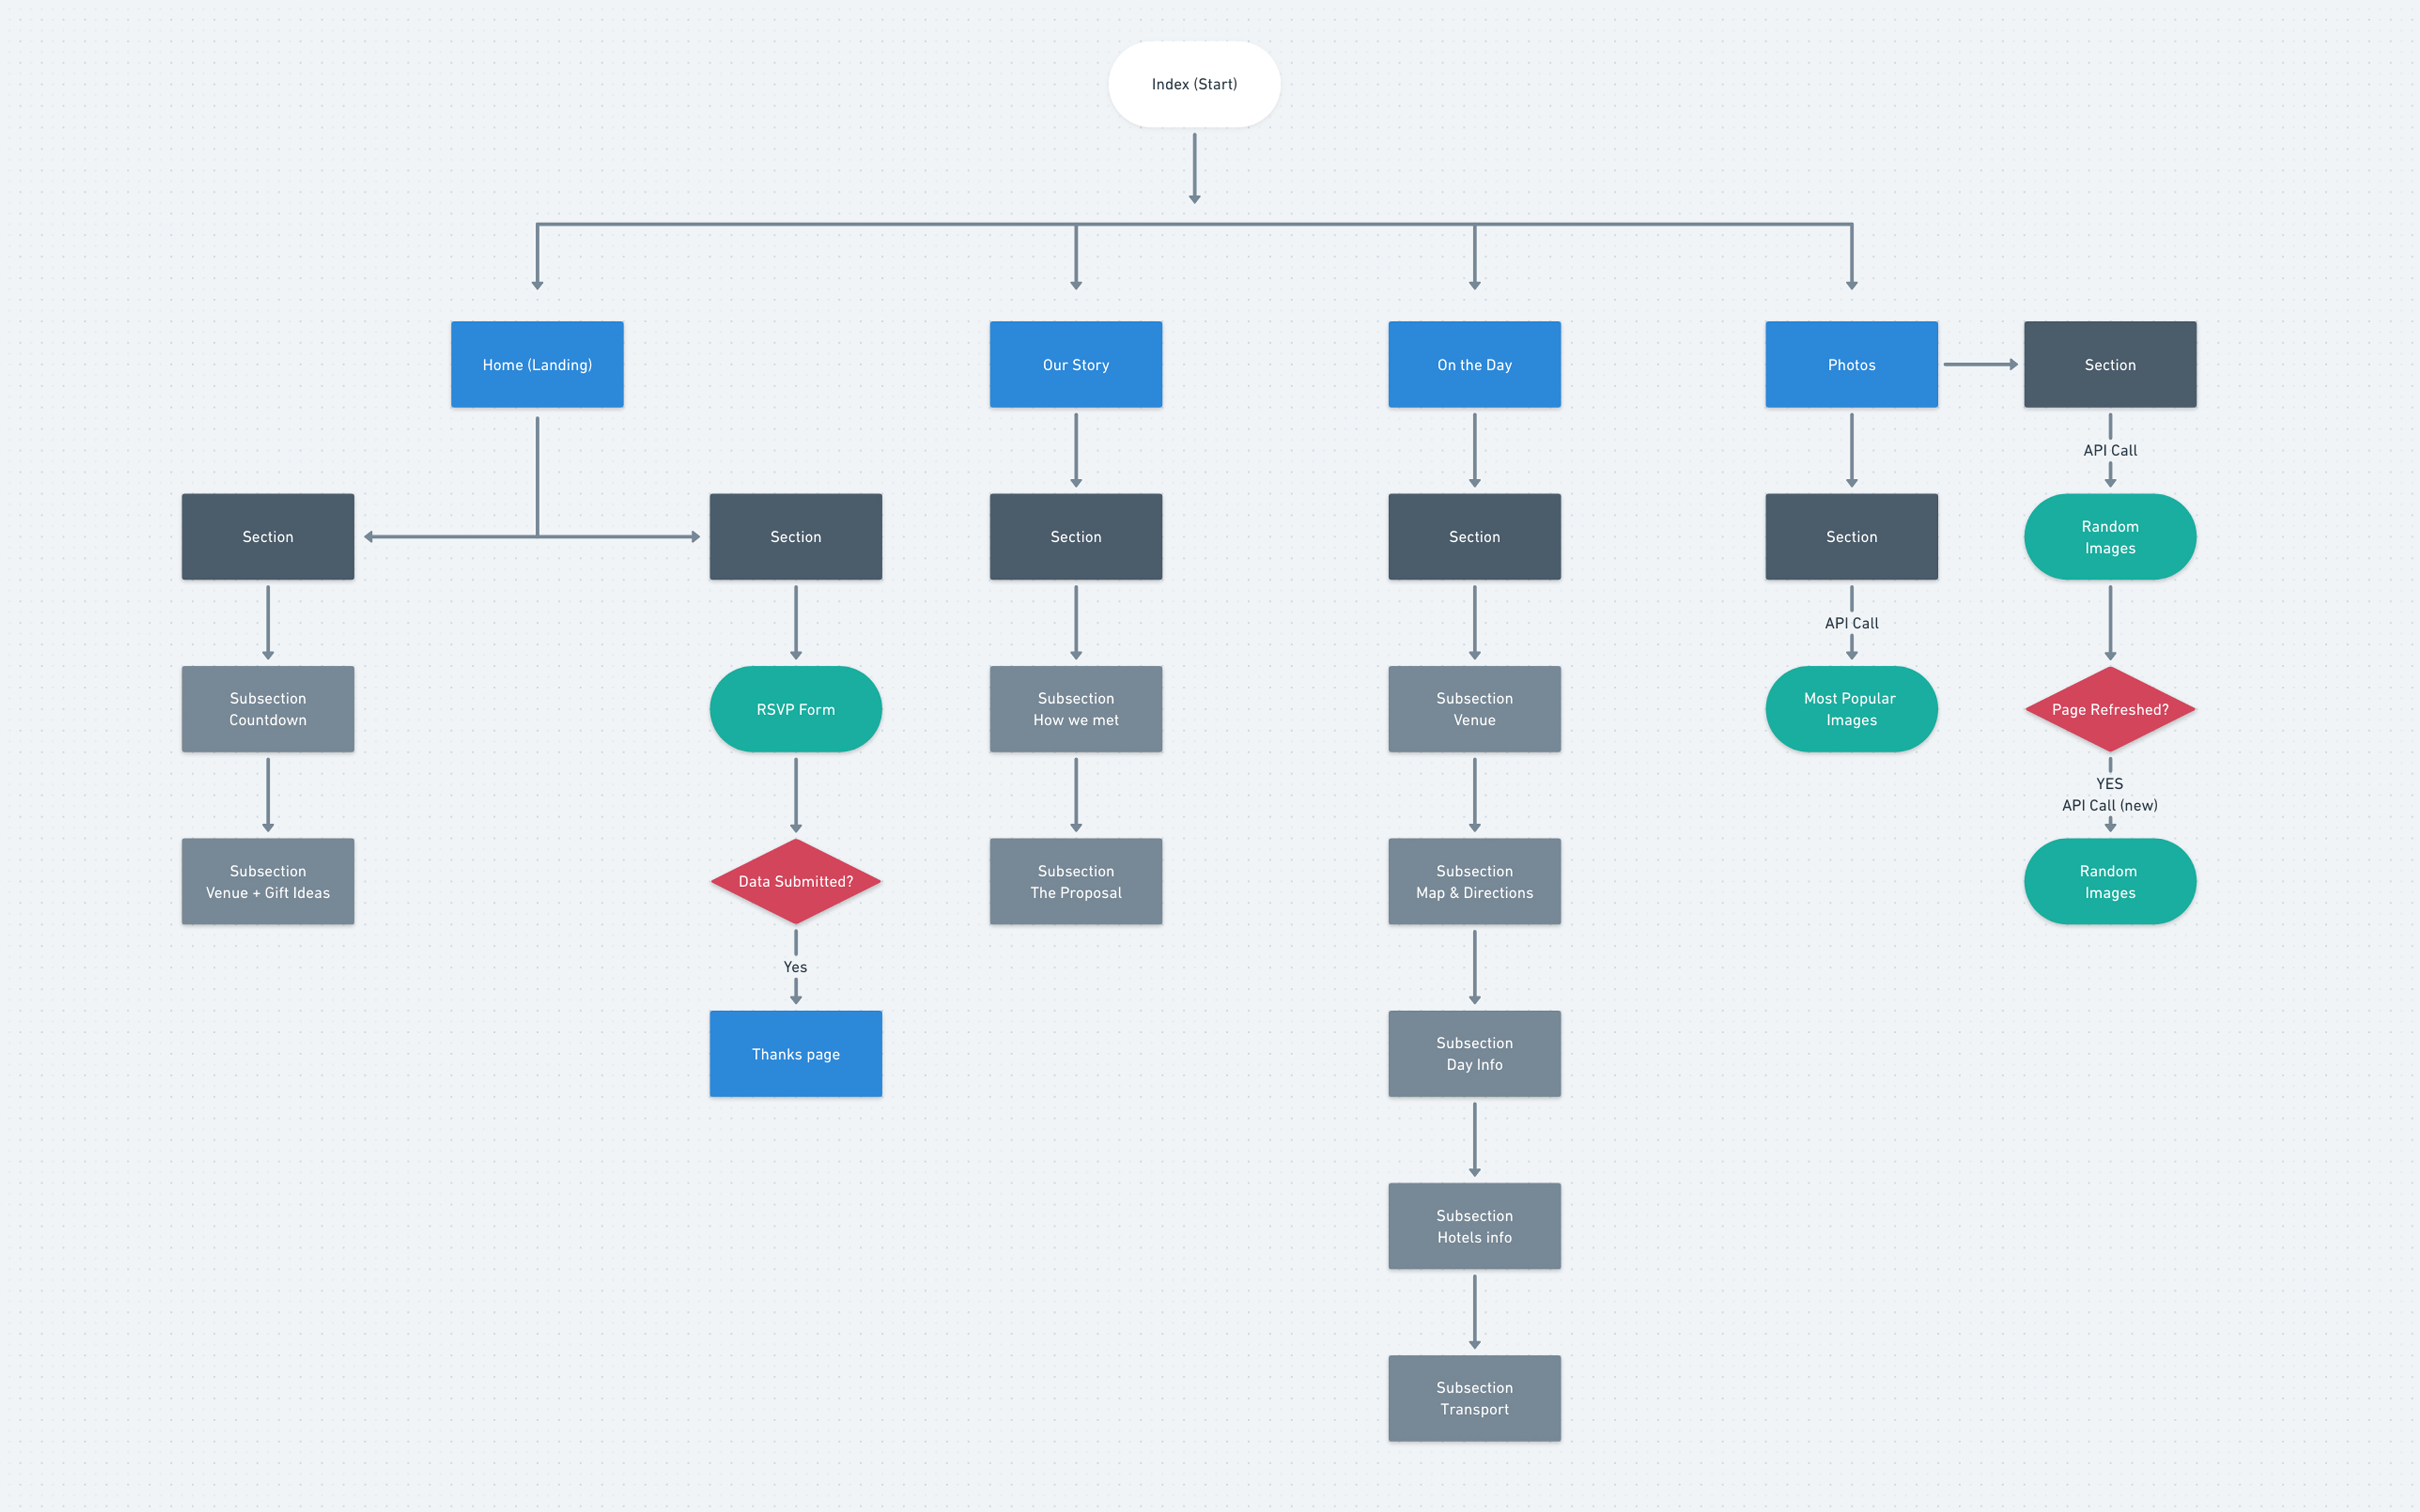 Index (Start)
Home (Landing)
Our Story
On the Day
Photos
Section
API Call
Section
Section
Section
Section
Section
Random
Images
API Call
Subsection
Countdown
RSVP Form
Subsection
How we met
Subsection
Venue
Most Popular
Images
Page Refreshed?
YES
API Call (new)
Subsection
Venue + Gift Ideas
Data Submitted?
Subsection
The Proposal
Subsection
Map & Directions
Random
Images
Yes
Thanks page
Subsection
Day Info
Subsection
Hotels info
Subsection
Transport